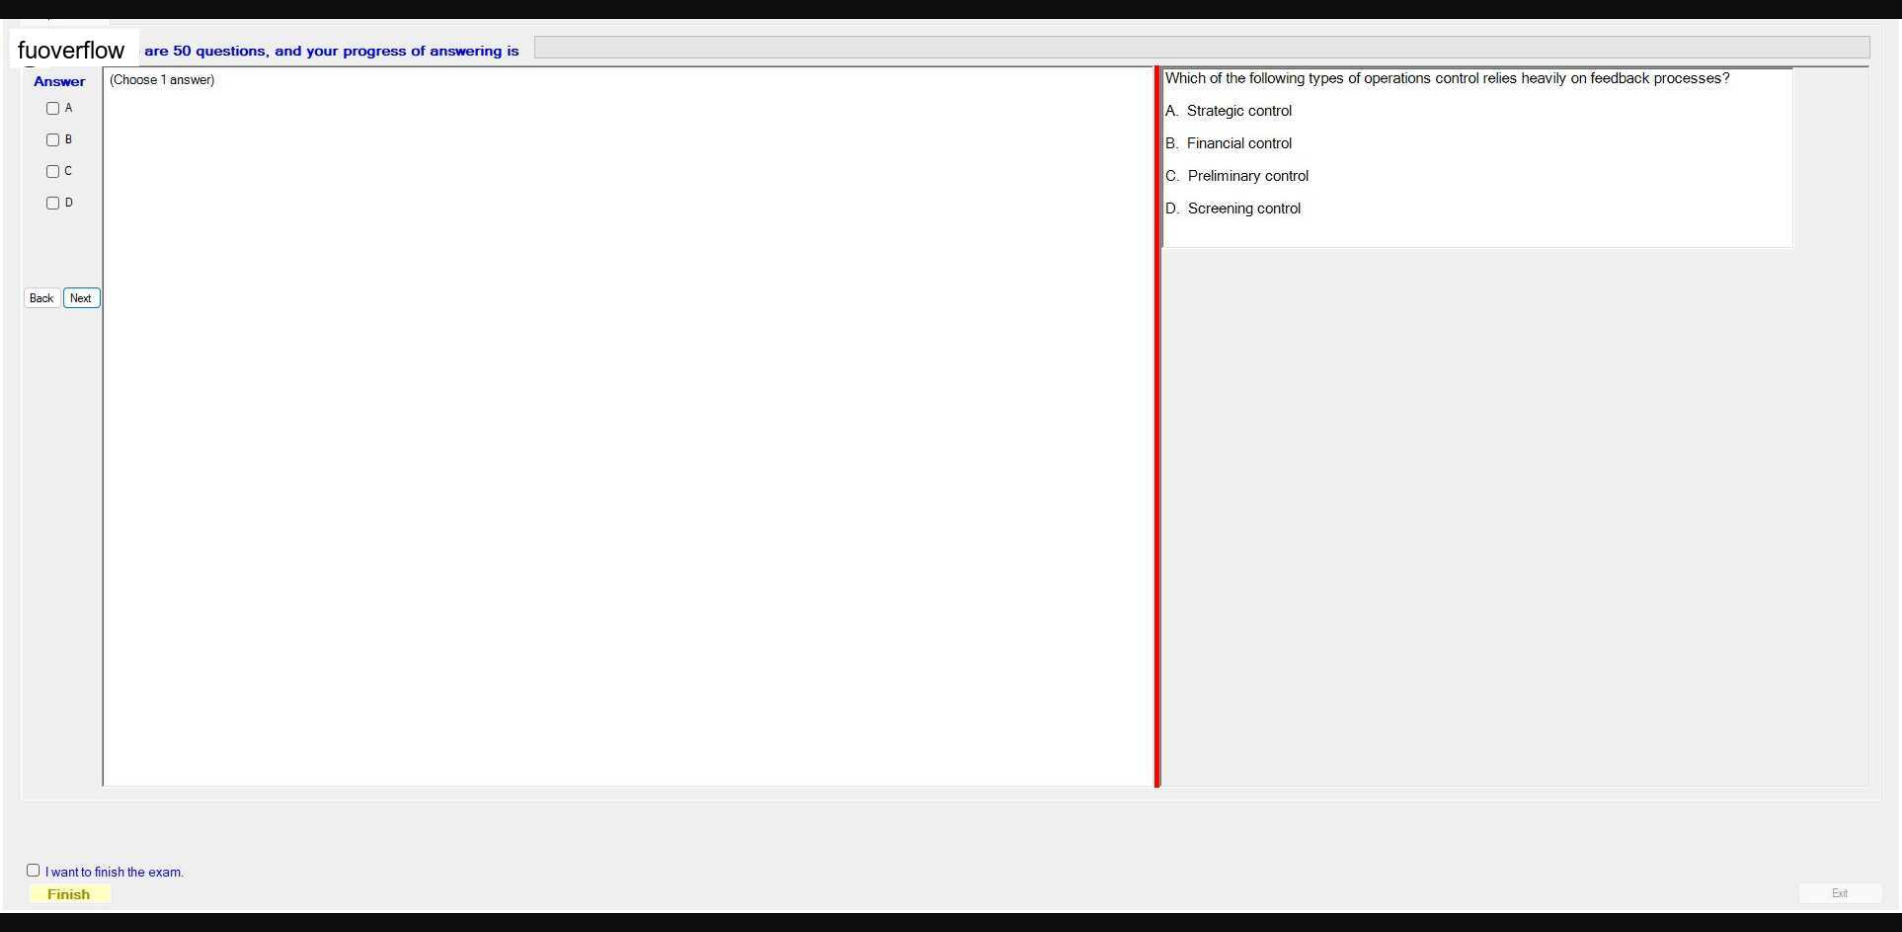 fuoverflow are 50 questions, and your progress of answering is
Answer
(Choose 1 answer)
A
B
C
D
Back Next
Which of the following types of operations control relies heavily on feedback processes?
A. Strategic control
B. Financial control
C. Preliminary control
D. Screening control
I want to finish the exam.
Finish
Exit